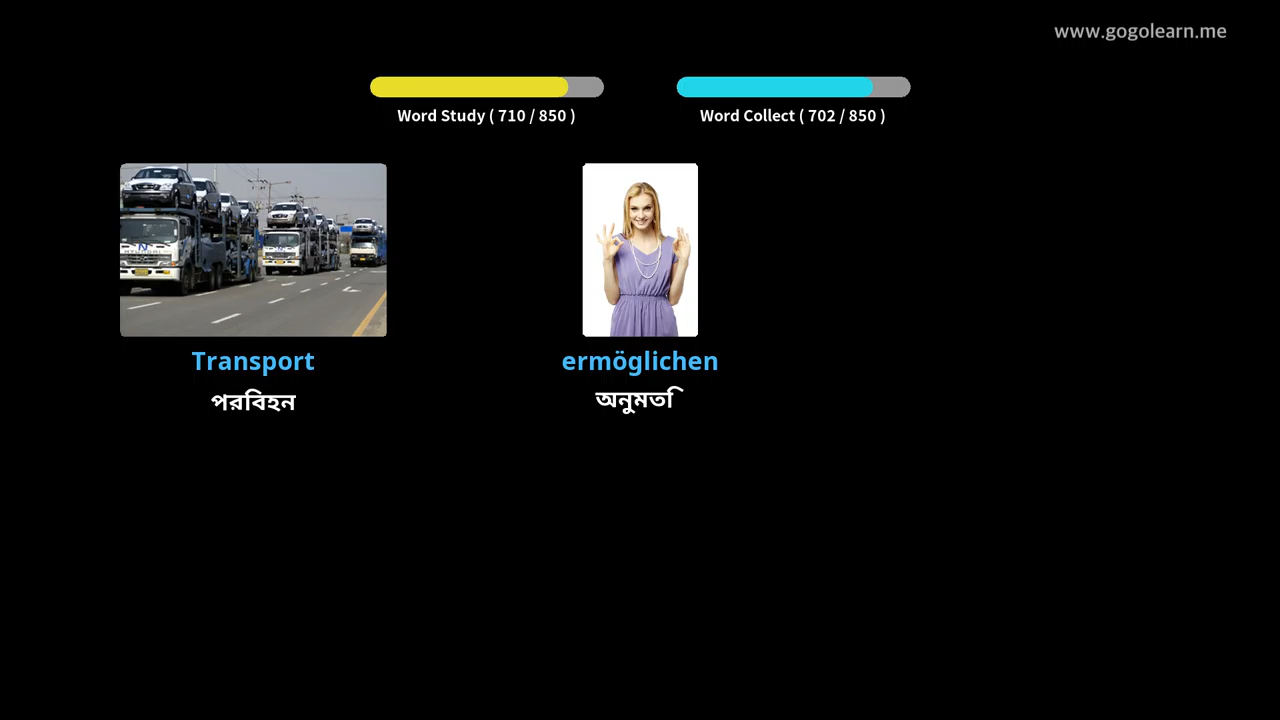 www.gogolearn.me
Word Study ( 710 / 850 )
Word Collect ( 702 / 850 )
Transport
পরিবহন
ermöglichen
অনুমতি